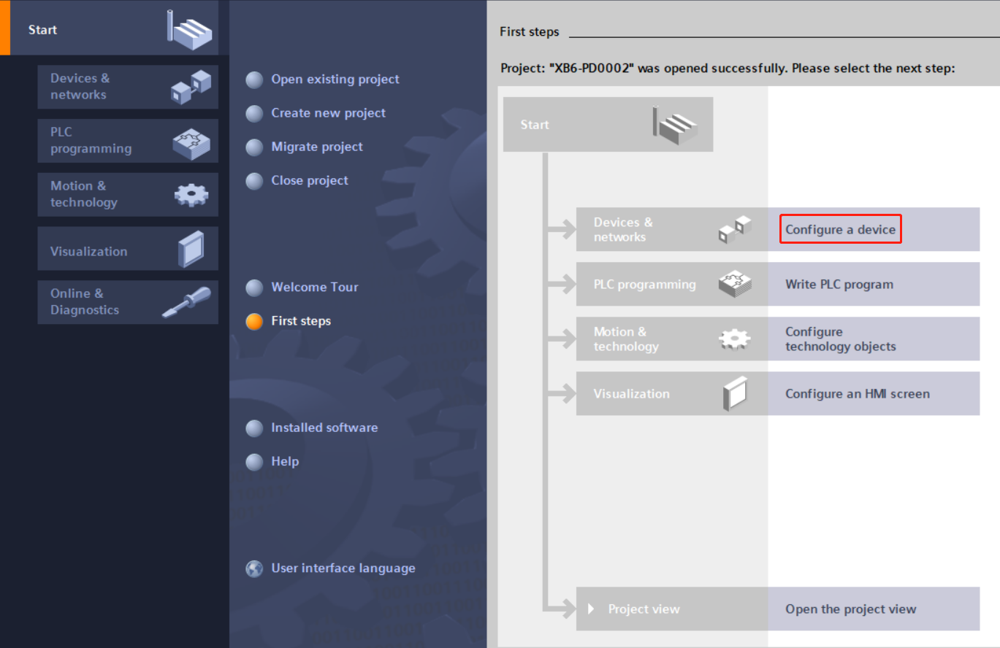 Start
Devices &
networks
PLC
programming
Motion &
technology
Visualization
Online &
Diagnostics
Open existing project
Create new project
Migrate project
Close project
Welcome Tour
First steps
Installed software
Help
User interface language
First steps
Project: "XB6-PD0002" was opened successfully. Please select the next step:
Start
Devices &
networks
Configure a device
PLC programming
Write PLC program
Motion &
technology
Configure
technology objects
Visualization
Configure an HMI screen
Project view
Open the project view